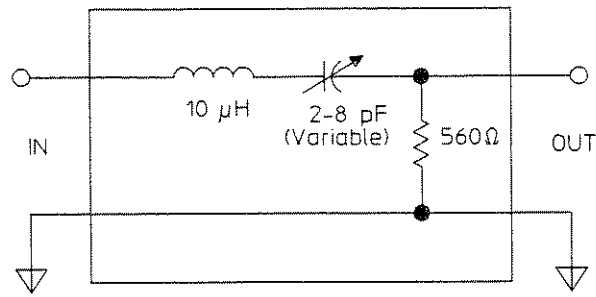 10 µH
2-8 pF
(Variable)
560Ω
IN
OUT